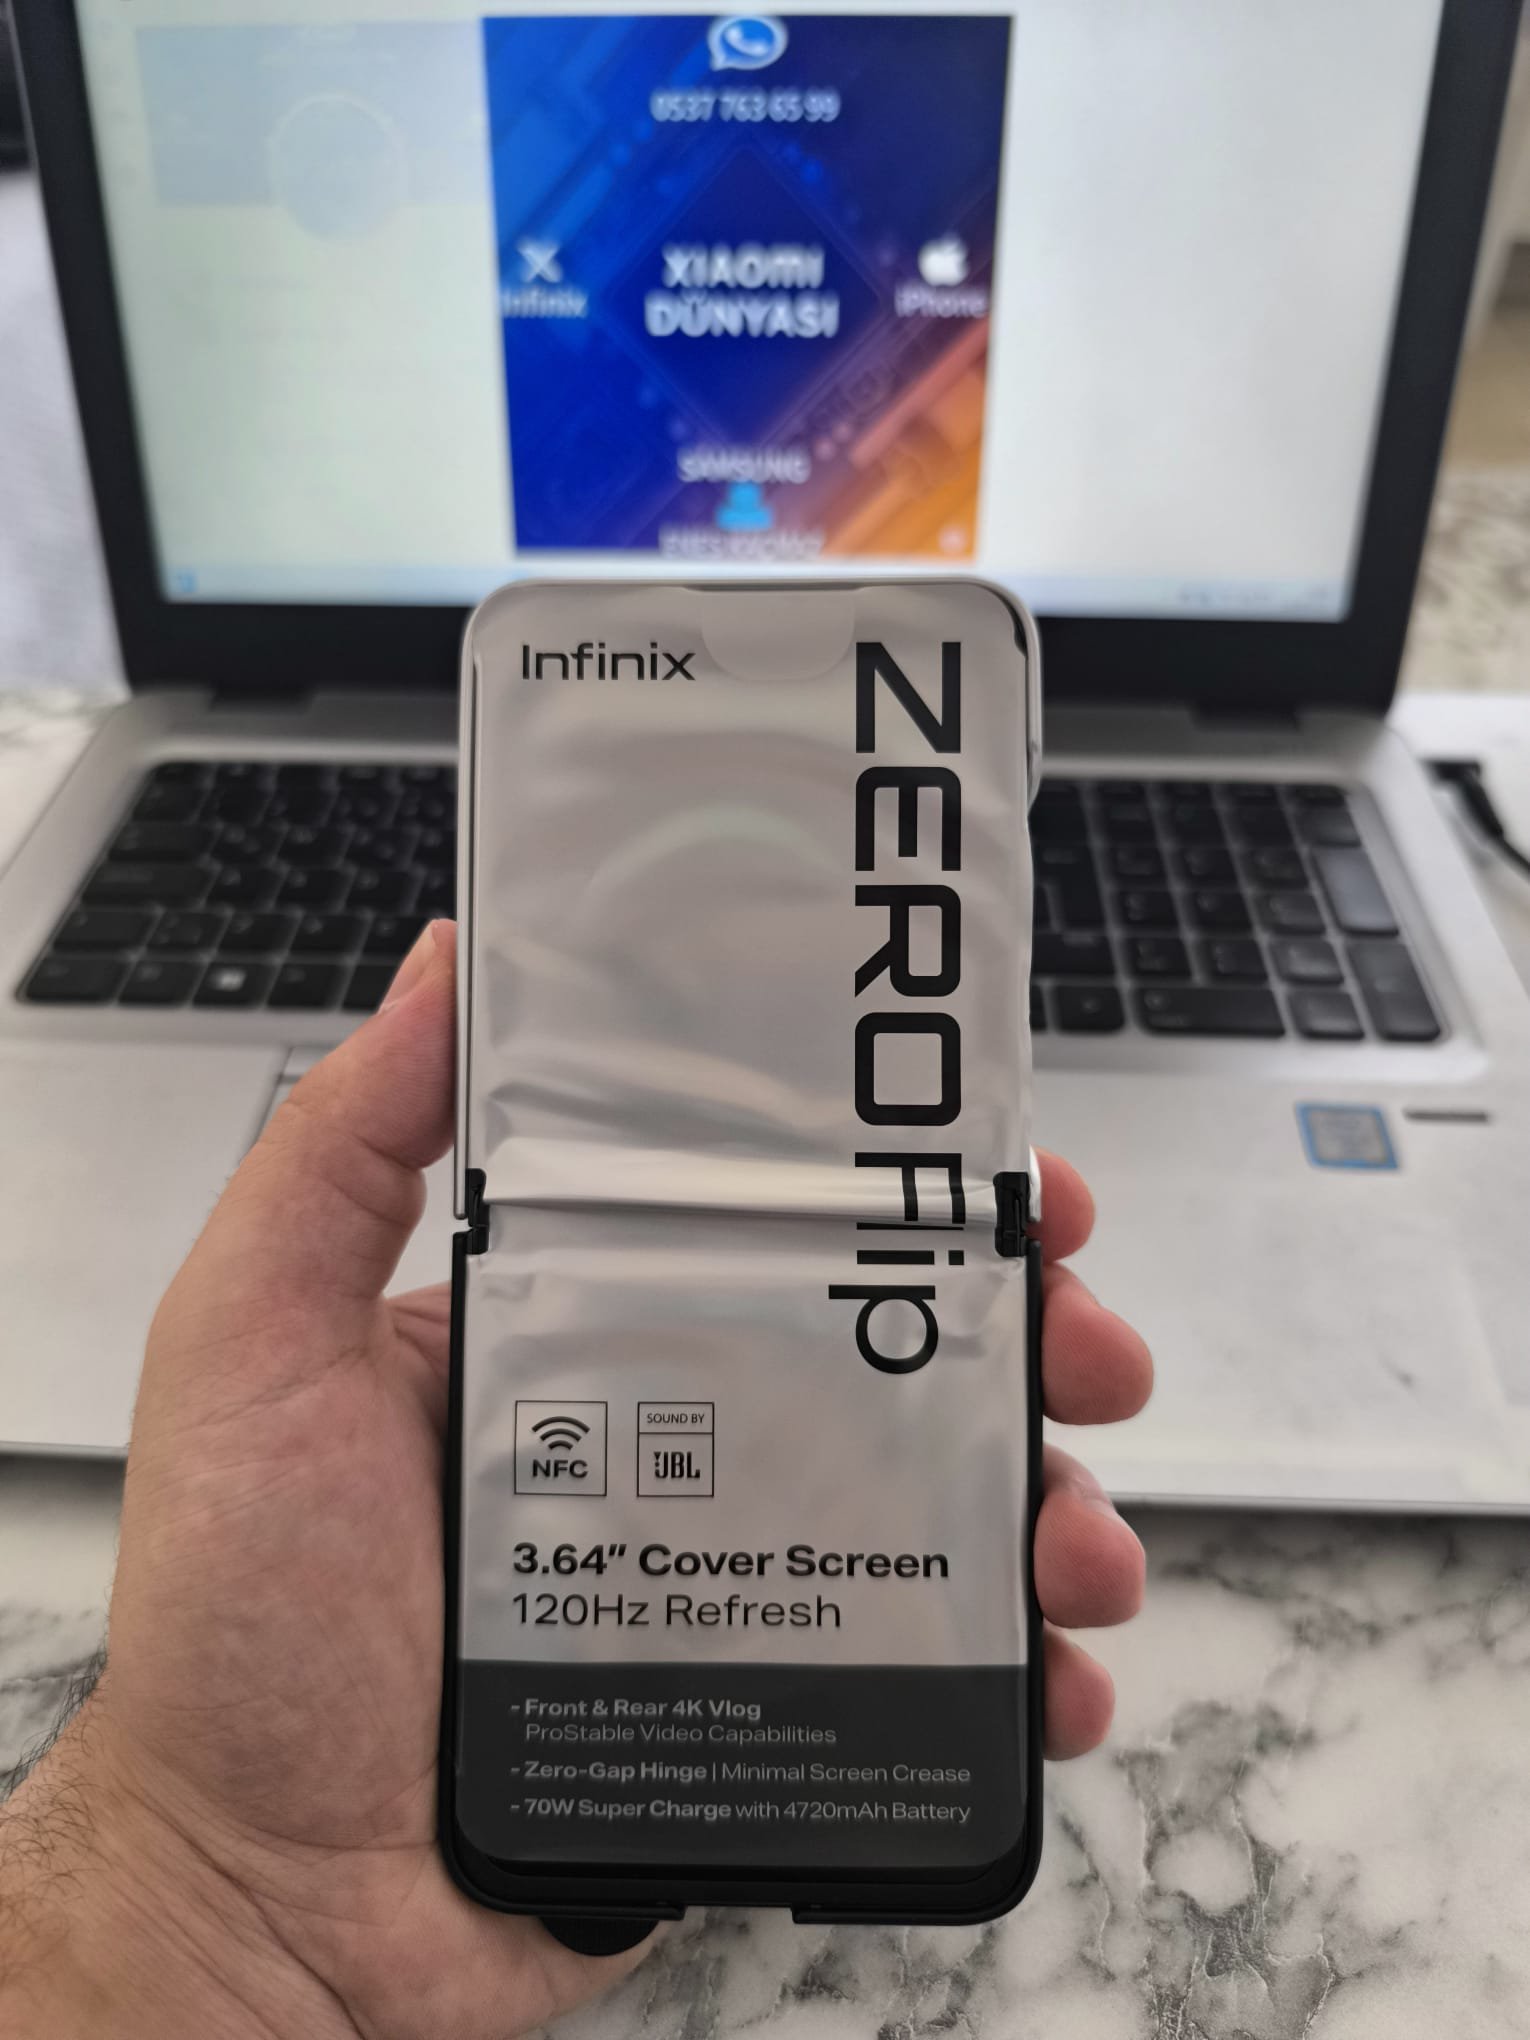 0537 763 65 99
XIAOMI
DÜNYASI
Infinix
iPhone
SAMSUNG
Infinix
ZEROFlip
NFC
SOUND BY
JBL
3.64” Cover Screen
120Hz Refresh
- Front & Rear 4K Vlog
ProStable Video Capabilities
- Zero-Gap Hinge | Minimal Screen Crease
- 70W Super Charge with 4720mAh Battery